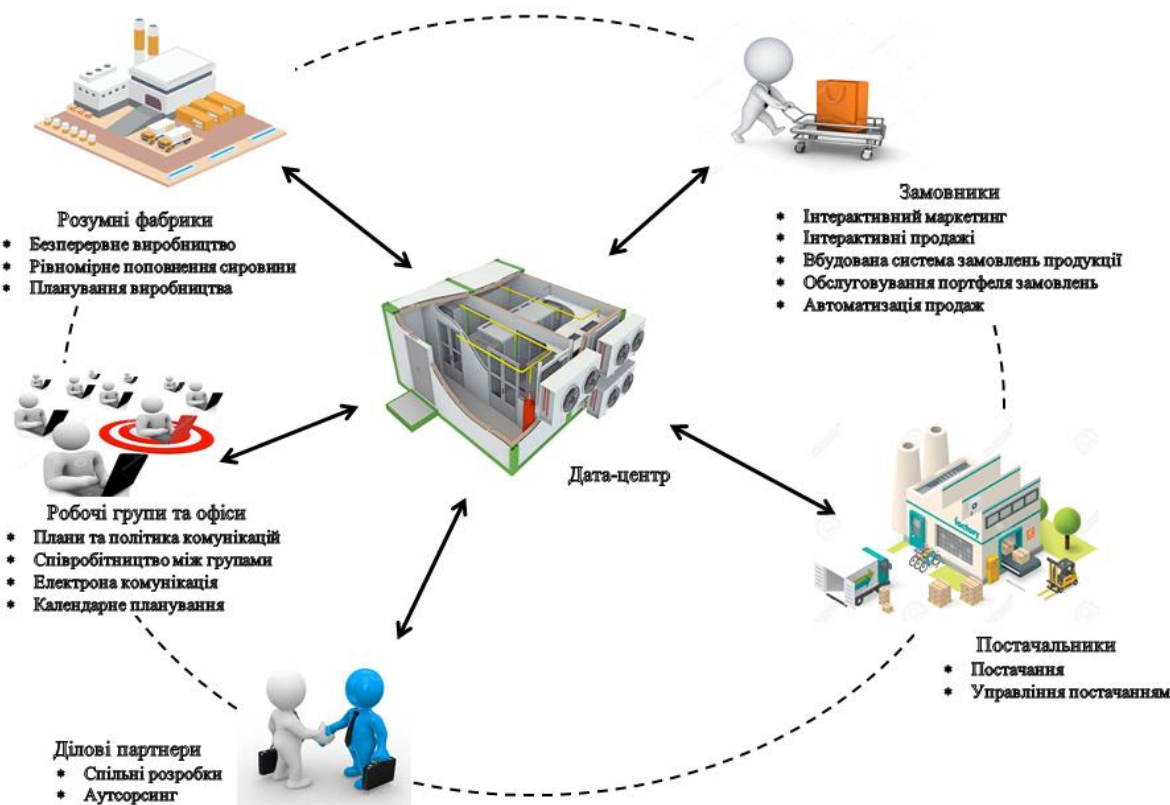 Розумні фабрики
* Безперервне виробництво
* Рівномірне поповнення сировини
* Планування виробництва
Замовники
* Інтерактивний маркетинг
* Інтерактивні продажі
* Вбудована система замовлень продукції
* Обслуговування портфеля замовлень
* Автоматизація продаж
Дата-центр
Робочі групи та офіси
* Плани та політика комунікацій
* Співробітництво між групами
* Електрона комунікація
* Календарне планування
factory
Постачальники
* Постачання
* Управління постачанням
Ділові партнери
* Спільні розробки
* Аутсорсинг